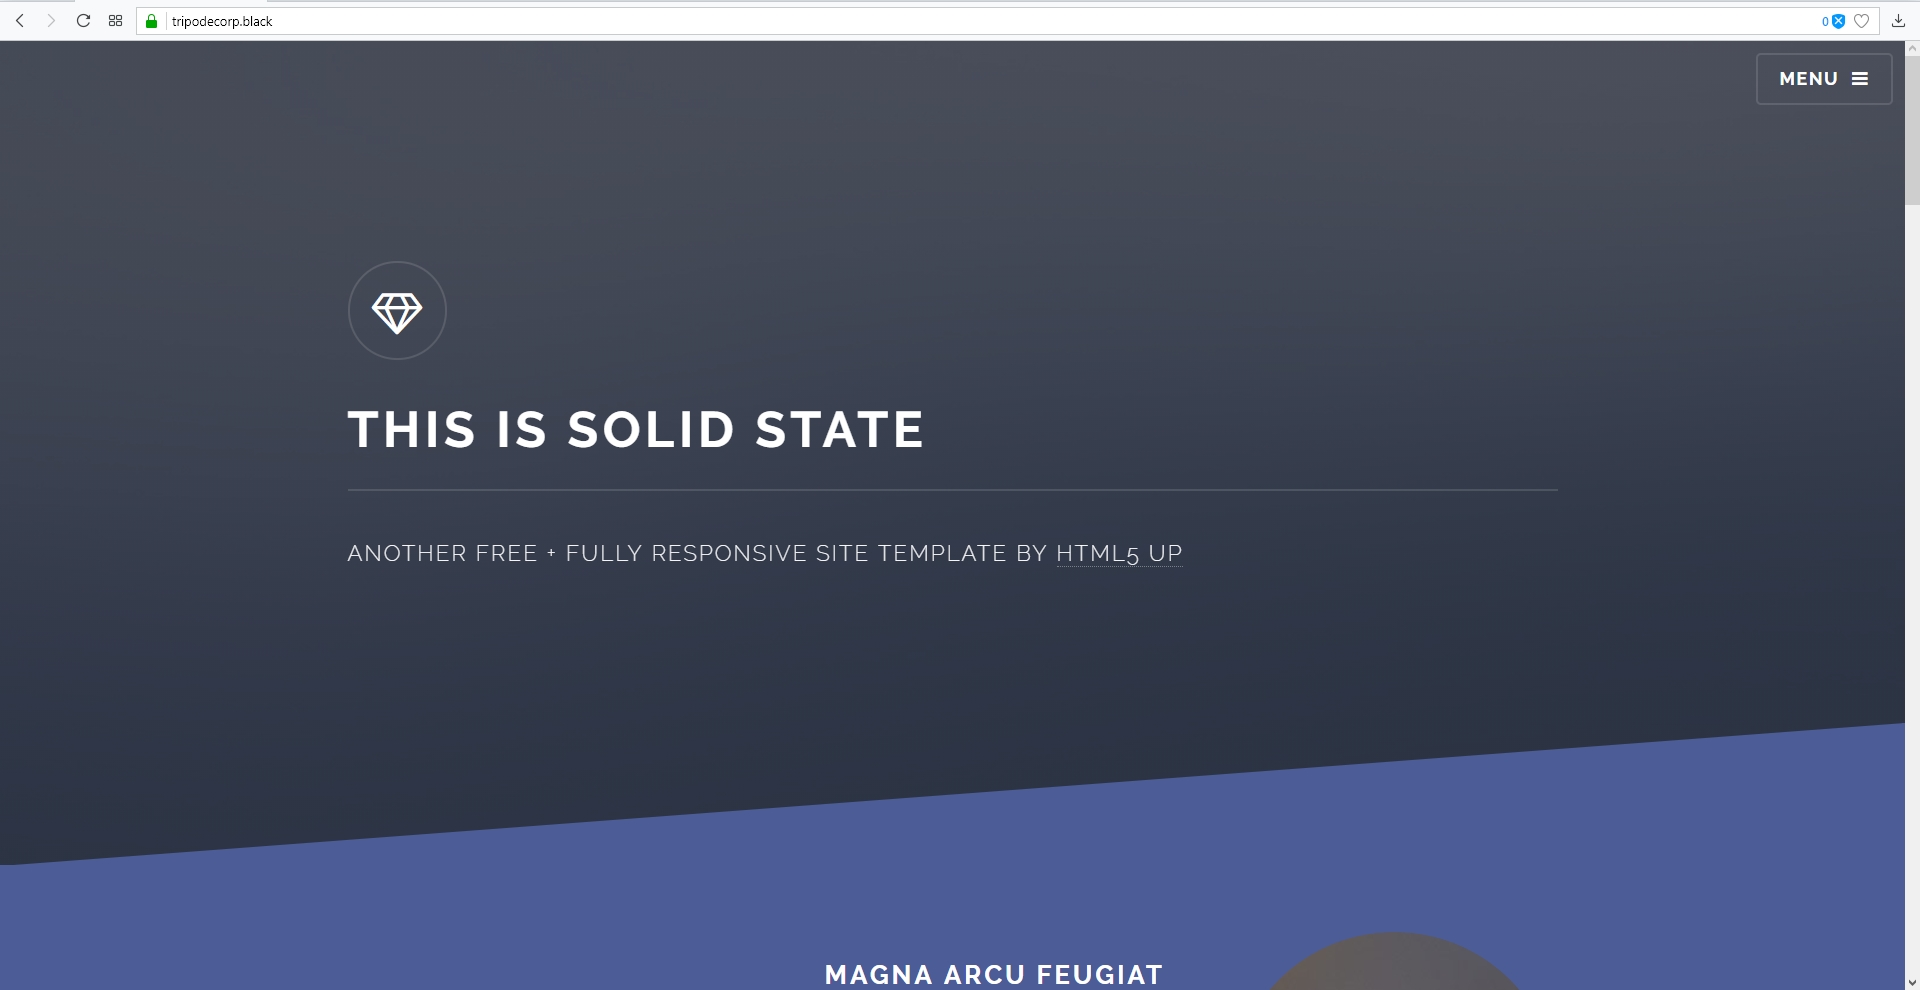 tripodecorp.black
0
MENU
THIS IS SOLID STATE
ANOTHER FREE + FULLY RESPONSIVE SITE TEMPLATE BY HTML5 UP
MAGNA ARCU FEUGIAT